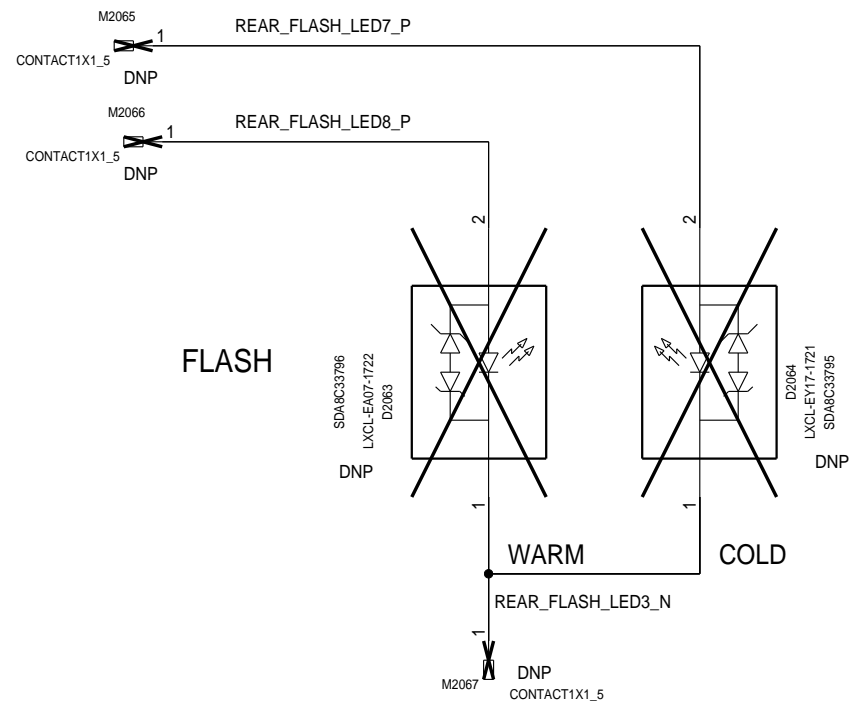 M2065
1
REAR_FLASH_LED7_P
CONTACT1X1_5
DNP
M2066
1
REAR_FLASH_LED8_P
CONTACT1X1_5
DNP
2
2
FLASH
SDA8C33796
LXCL-EA07-1722
D2063
DNP
D2064
LXCL-EY17-1721
SDA8C33795
DNP
1
1
WARM
COLD
REAR_FLASH_LED3_N
1
M2067
DNP
CONTACT1X1_5